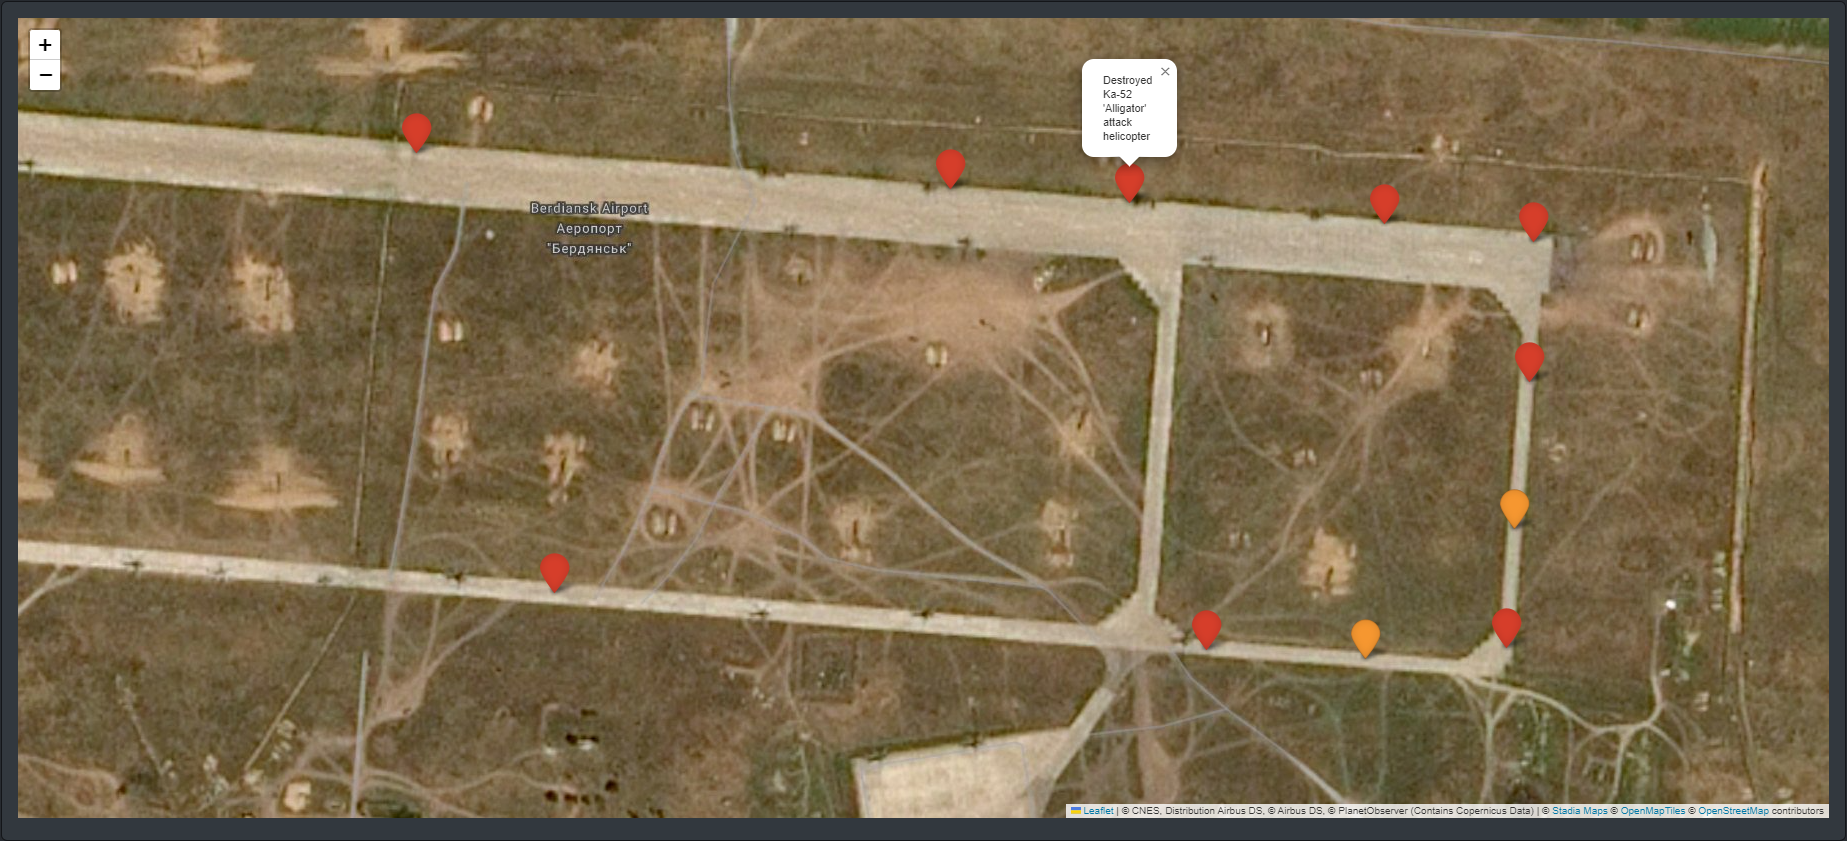 +
−
×
Destroyed
Ka-52
'Alligator'
attack
helicopter
Berdiansk Airport
Аеропорт
"Бердянськ"
Leaflet | © CNES, Distribution Airbus DS, © Airbus DS, © PlanetObserver (Contains Copernicus Data) | © Stadia Maps © OpenMapTiles © OpenStreetMap contributors